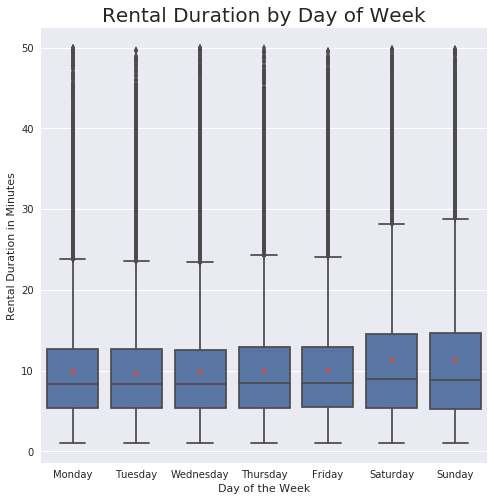 Rental Duration by Day of Week
50
40
30
20
10
0
Rental Duration in Minutes
Monday Tuesday Wednesday Thursday Friday Saturday Sunday
Day of the Week